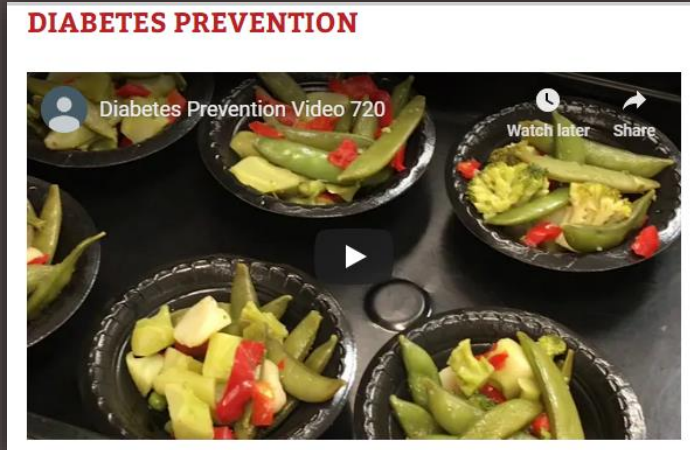 DIABETES PREVENTION
Diabetes Prevention Video 720
Watch later
Share